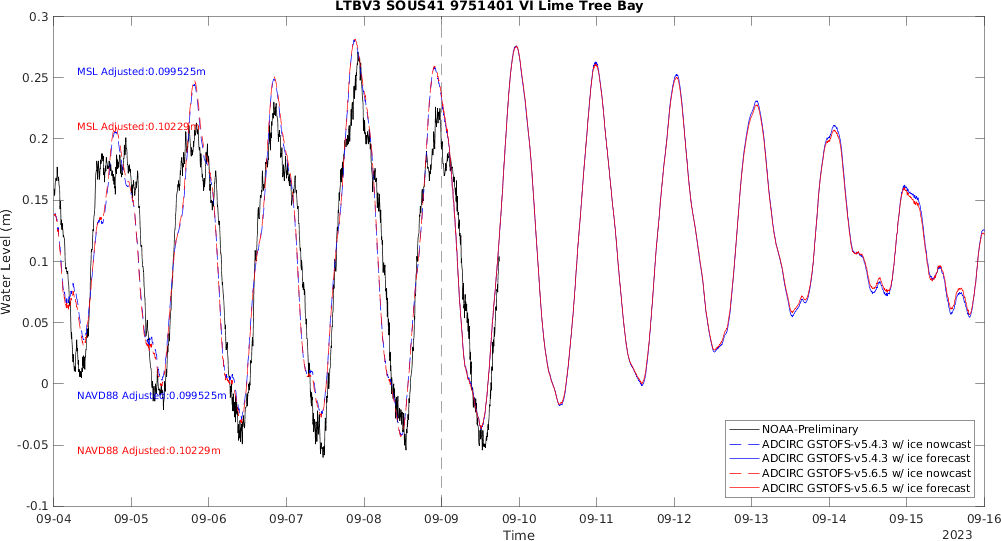 LTBV3 SOUS41 9751401 VI Lime Tree Bay
0.3
0.25
0.2
0.15
0.1
0.05
0
-0.05
-0.1
Water Level (m)
MSL Adjusted:0.099525m
MSL Adjusted:0.10229m
NAVD88 Adjusted:0.099525m
NAVD88 Adjusted:0.10229m
NOAA-Preliminary
ADCIRC GSTOFS-v5.4.3 w/ ice nowcast
ADCIRC GSTOFS-v5.4.3 w/ ice forecast
ADCIRC GSTOFS-v5.6.5 w/ ice nowcast
ADCIRC GSTOFS-v5.6.5 w/ ice forecast
09-04 09-05 09-06 09-07 09-08 09-09 09-10 09-11 09-12 09-13 09-14 09-15 09-16
Time
2023